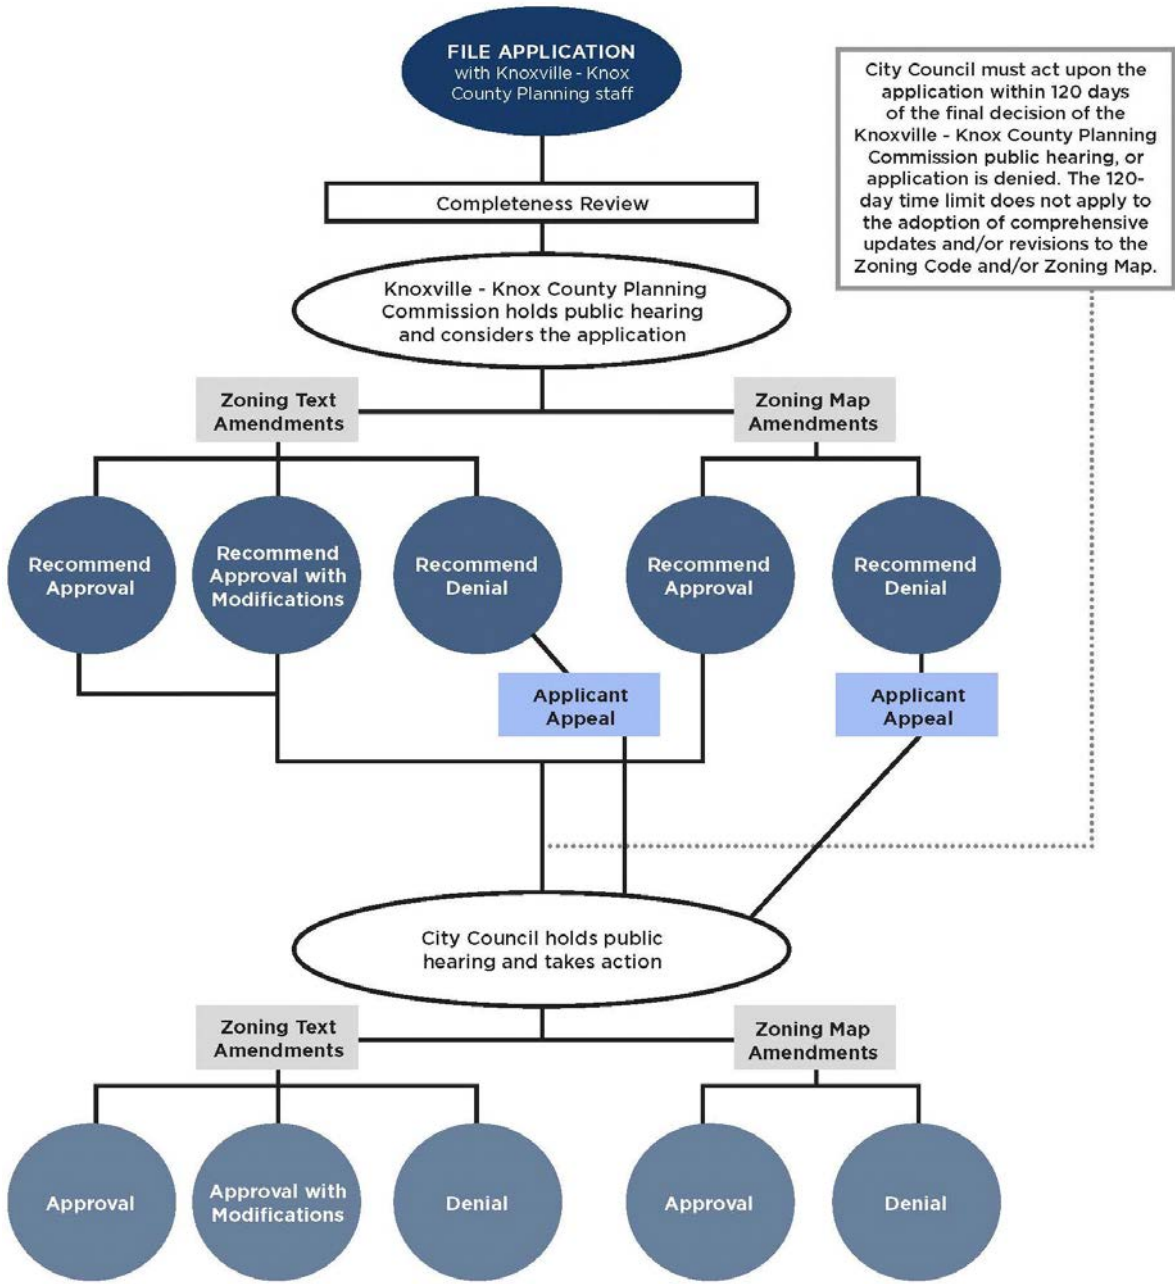 FILE APPLICATION
with Knoxville - Knox
County Planning staff
City Council must act upon the
application within 120 days
of the final decision of the
Knoxville - Knox County Planning
Commission public hearing, or
application is denied. The 120-
day time limit does not apply to
the adoption of comprehensive
updates and/or revisions to the
Zoning Code and/or Zoning Map.
Completeness Review
Knoxville - Knox County Planning
Commission holds public hearing
and considers the application
Zoning Text
Amendments
Zoning Map
Amendments
Recommend
Approval
Recommend
Approval with
Modifications
Recommend
Denial
Recommend
Approval
Recommend
Denial
Applicant
Appeal
Applicant
Appeal
City Council holds public
hearing and takes action
Zoning Text
Amendments
Zoning Map
Amendments
Approval
Approval with
Modifications
Denial
Approval
Denial